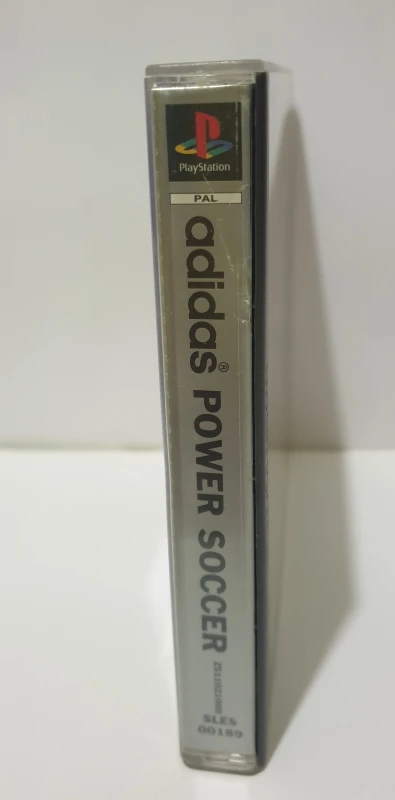 PlayStation
PAL
adidas® POWER SOCCER
SLES
00189